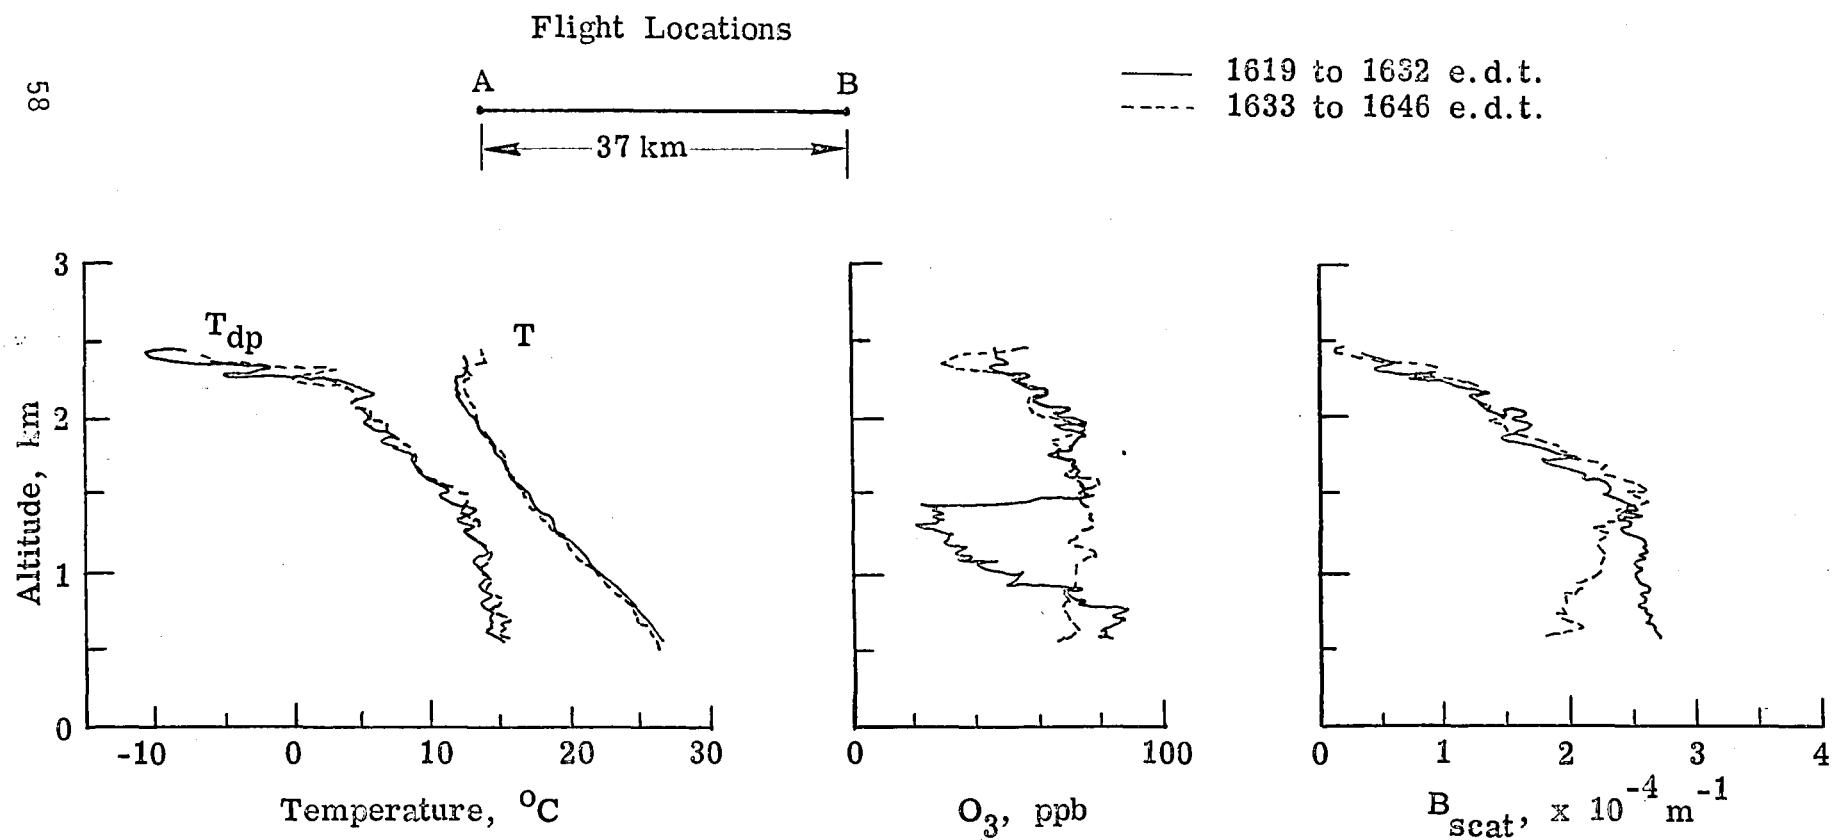 58
Flight Locations
A B
37 km
1619 to 1632 e.d.t.
1633 to 1646 e.d.t.
Altitude, km
3
2
1
0
Tdp
T
-10 0 10 20 30
Temperature, °C
0 100
O3, ppb
0 1 2 3 4
Bscat, x 10-4 m-1